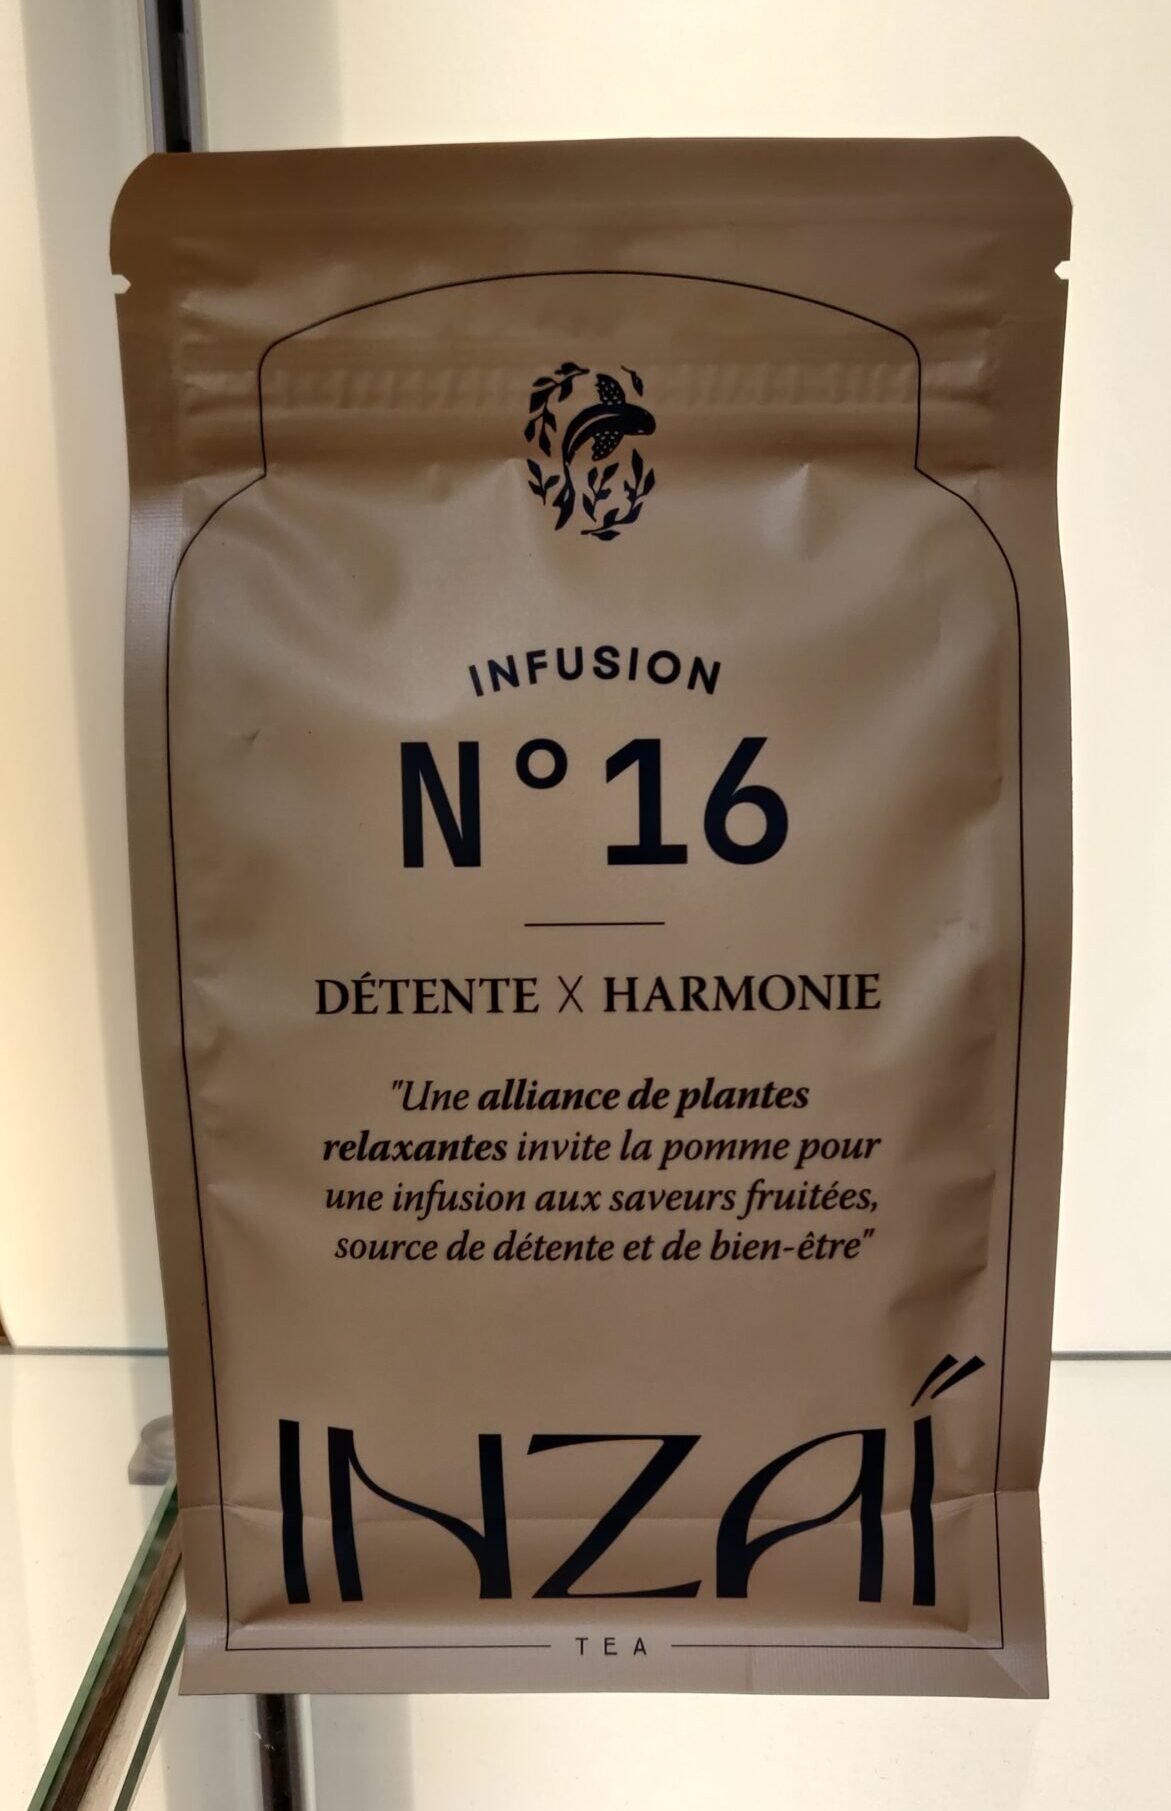 INFUSION
N°16
DÉTENTE X HARMONIE
"Une alliance de plantes
relaxantes invite la pomme pour
une infusion aux saveurs fruitées,
source de détente et de bien-être"
INZAÏ
TEA